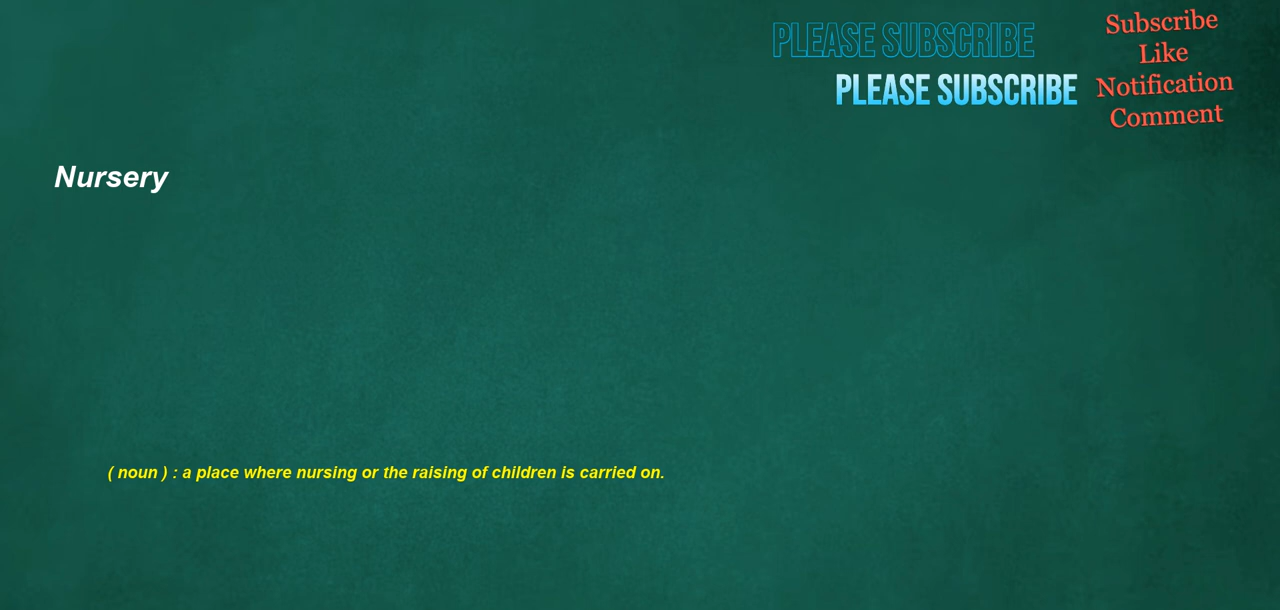 PLEASE SUBSCRIBE
PLEASE SUBSCRIBE
Subscribe
Like
Notification
Comment
Nursery
( noun ) : a place where nursing or the raising of children is carried on.